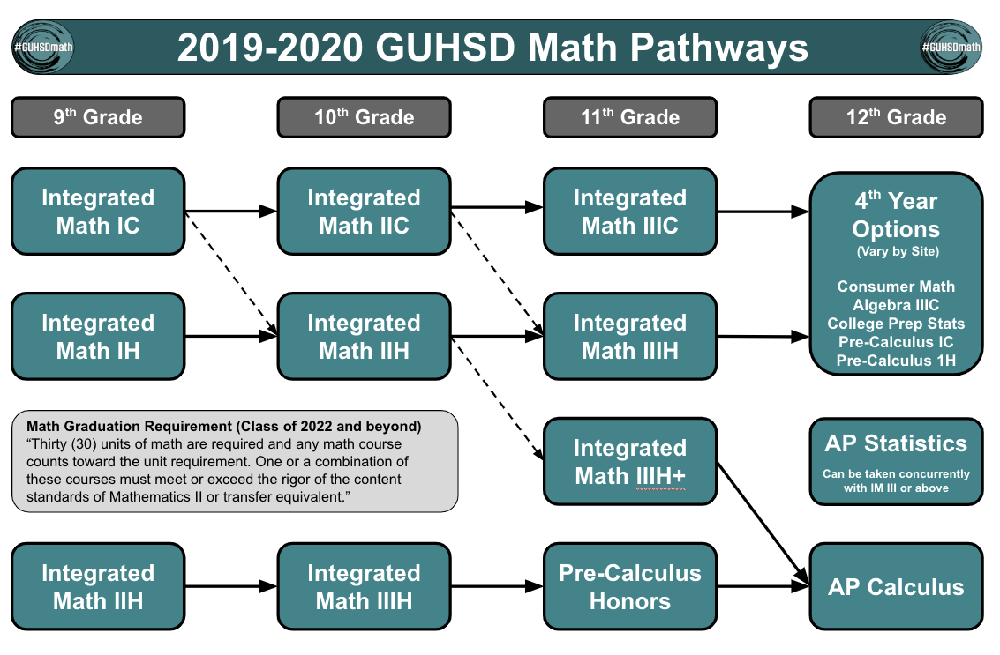 #GUHSDmath
2019-2020 GUHSD Math Pathways
#GUHSDmath
9th Grade
10th Grade
11th Grade
12th Grade
Integrated
Math IC
Integrated
Math IIC
Integrated
Math IIIC
4th Year
Options
(Vary by Site)
Consumer Math
Algebra IIIC
College Prep Stats
Pre-Calculus IC
Pre-Calculus 1H
Integrated
Math IH
Integrated
Math IIH
Integrated
Math IIIH
Math Graduation Requirement (Class of 2022 and beyond)
“Thirty (30) units of math are required and any math course
counts toward the unit requirement. One or a combination of
these courses must meet or exceed the rigor of the content
standards of Mathematics II or transfer equivalent.”
Integrated
Math IIIH+
AP Statistics
Can be taken concurrently
with IM III or above
Integrated
Math IIH
Integrated
Math IIIH
Pre-Calculus
Honors
AP Calculus